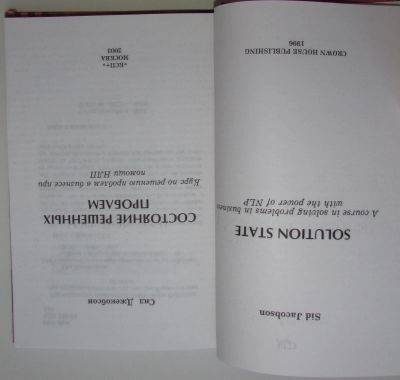 Sid Jacobson
SOLUTION STATE
A course in solving problems in business
with the power of NLP
CROWN HOUSE PUBLISHING
1996
Сид Джекобсон
СОСТОЯНИЕ РЕШЕННЫХ
ПРОБЛЕМ
Курс по решению проблем в бизнесе при
помощи НЛП
«КСП+»
МОСКВА
2003